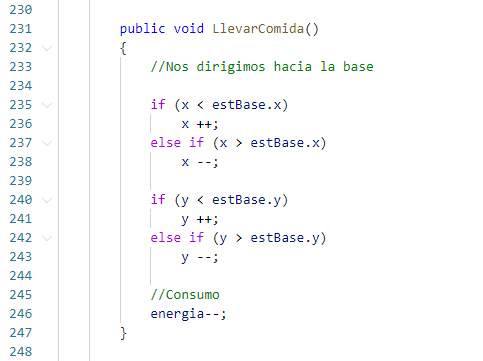 230
231 public void LlevarComida()
232 {
233 //Nos dirigimos hacia la base
234
235 if (x < estBase.x)
236 x ++;
237 else if (x > estBase.x)
238 x --;
239
240 if (y < estBase.y)
241 y ++;
242 else if (y > estBase.y)
243 y --;
244
245 //Consumo
246 energia--;
247 }
248